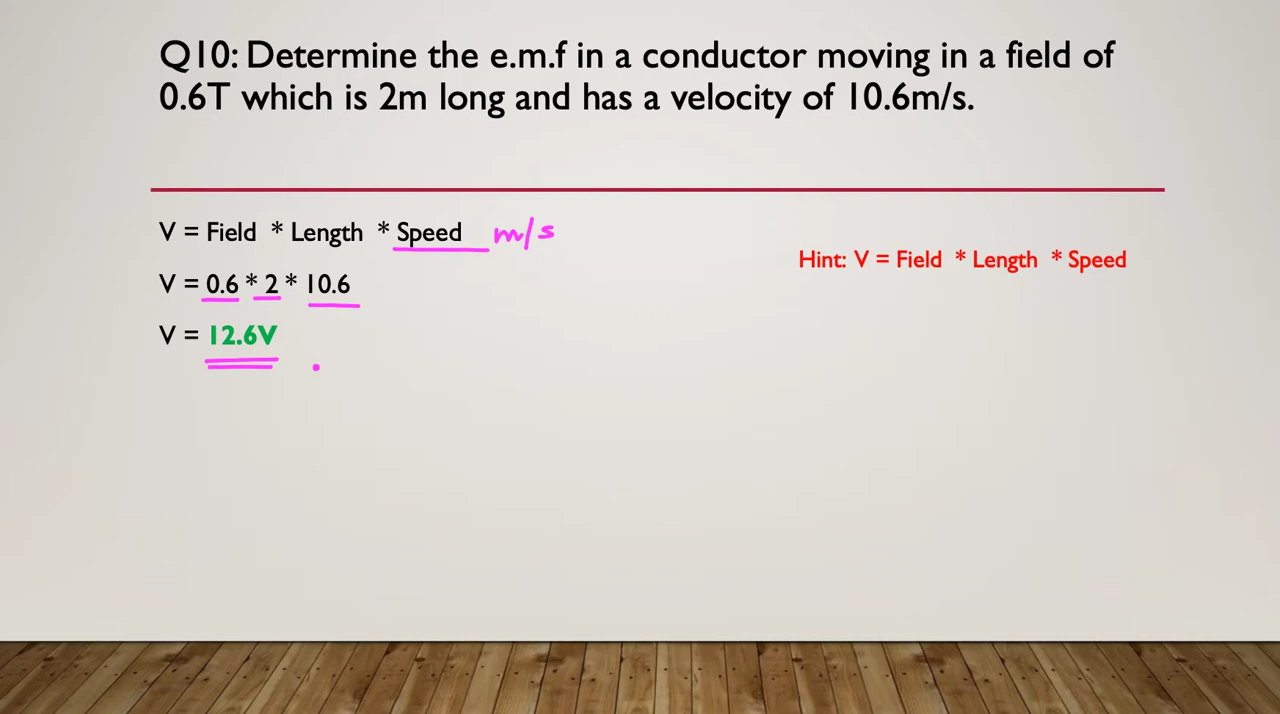 Q10: Determine the e.m.f in a conductor moving in a field of
0.6T which is 2m long and has a velocity of 10.6m/s.
V = Field * Length * Speed m/s
Hint: V = Field * Length * Speed
V = 0.6 * 2 * 10.6
V = 12.6V